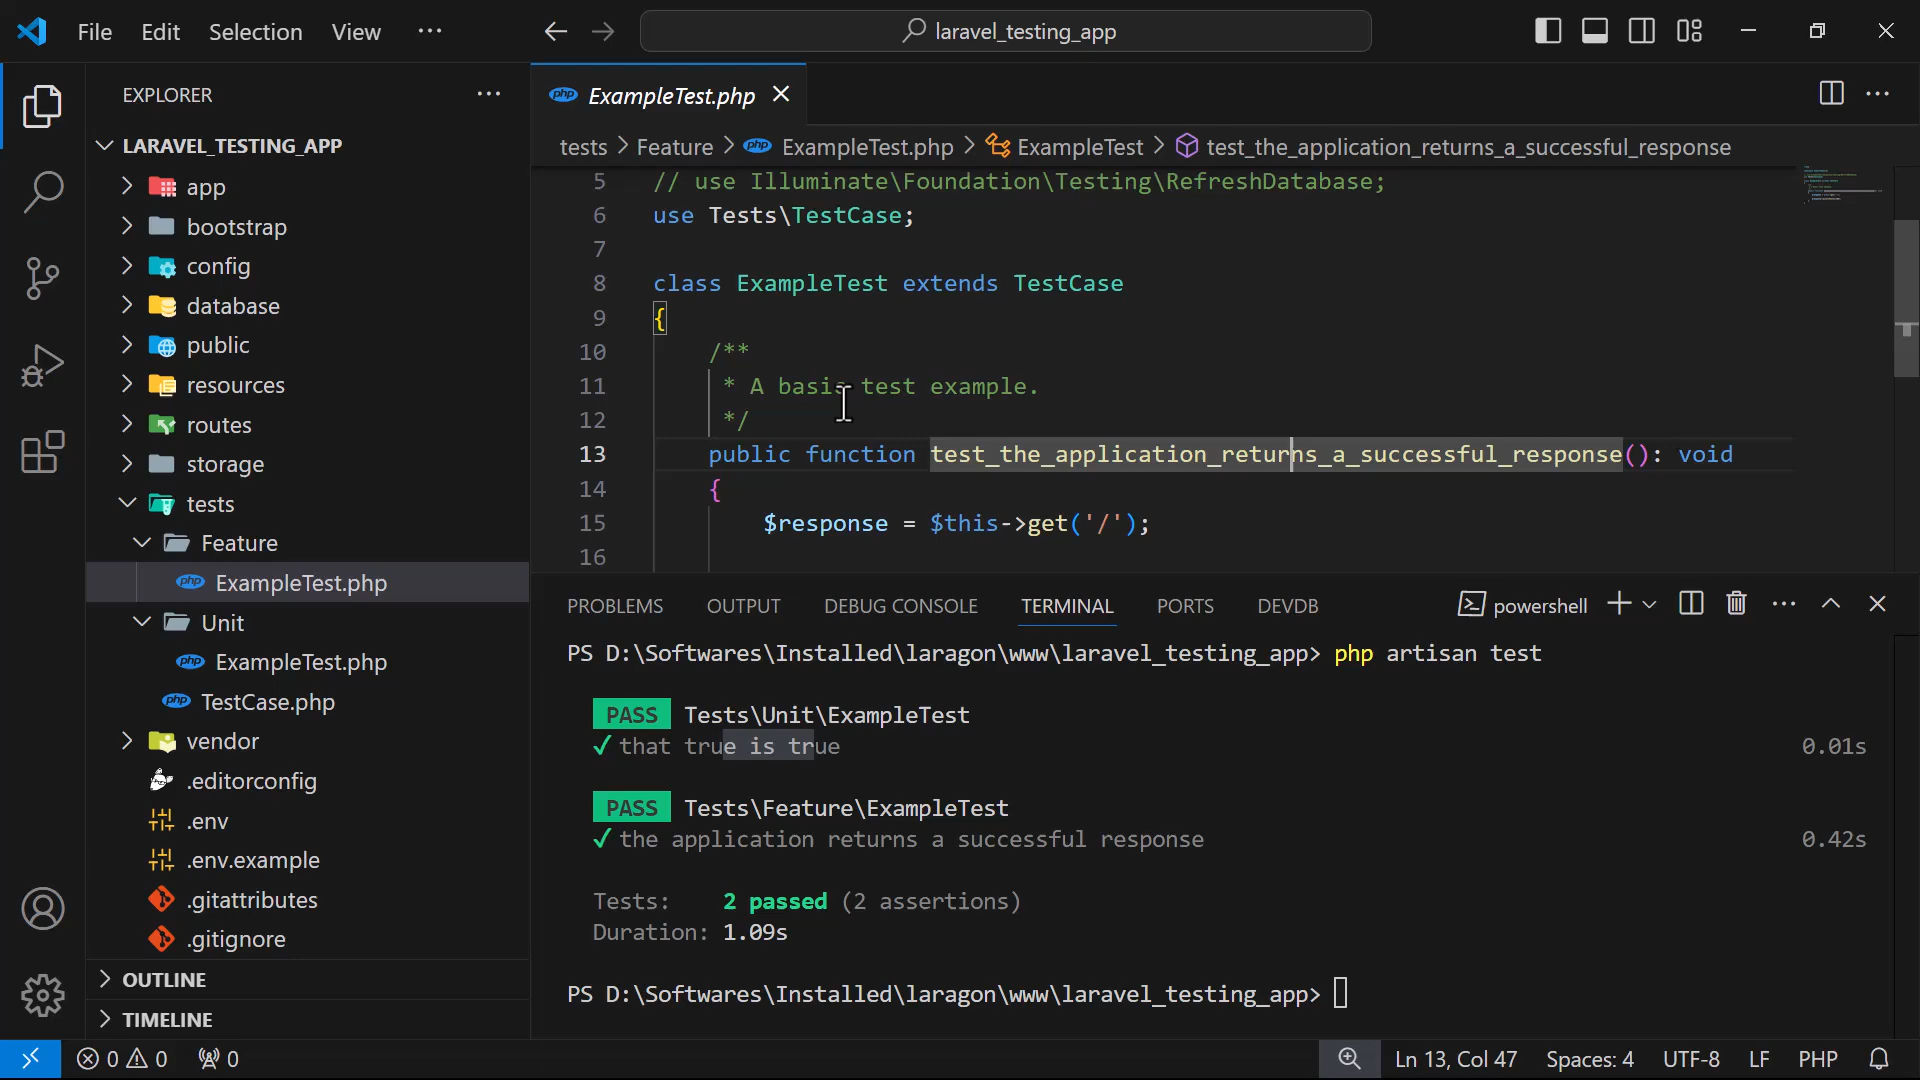 File Edit Selection View ··· laravel_testing_app
EXPLORER ···
LARAVEL_TESTING_APP
app
bootstrap
config
database
public
resources
routes
storage
tests
Feature
php ExampleTest.php
Unit
php ExampleTest.php
php TestCase.php
vendor
.editorconfig
.env
.env.example
.gitattributes
.gitignore
OUTLINE
TIMELINE
php ExampleTest.php
tests > Feature > php ExampleTest.php > ExampleTest > test_the_application_returns_a_successful_response
5 // use Illuminate\Foundation\Testing\RefreshDatabase;
6 use Tests\TestCase;
7
8 class ExampleTest extends TestCase
9 {
10 /**
11 * A basic test example.
12 */
13 public function test_the_application_returns_a_successful_response(): void
14 {
15 $response = $this->get('/');
16
PROBLEMS OUTPUT DEBUG CONSOLE TERMINAL PORTS DEVDB powershell
PS D:\Softwares\Installed\laragon\www\laravel_testing_app> php artisan test
PASS Tests\Unit\ExampleTest
✓ that true is true 0.01s
PASS Tests\Feature\ExampleTest
✓ the application returns a successful response 0.42s
Tests: 2 passed (2 assertions)
Duration: 1.09s
PS D:\Softwares\Installed\laragon\www\laravel_testing_app>
0 0 0 Ln 13, Col 47 Spaces: 4 UTF-8 LF PHP